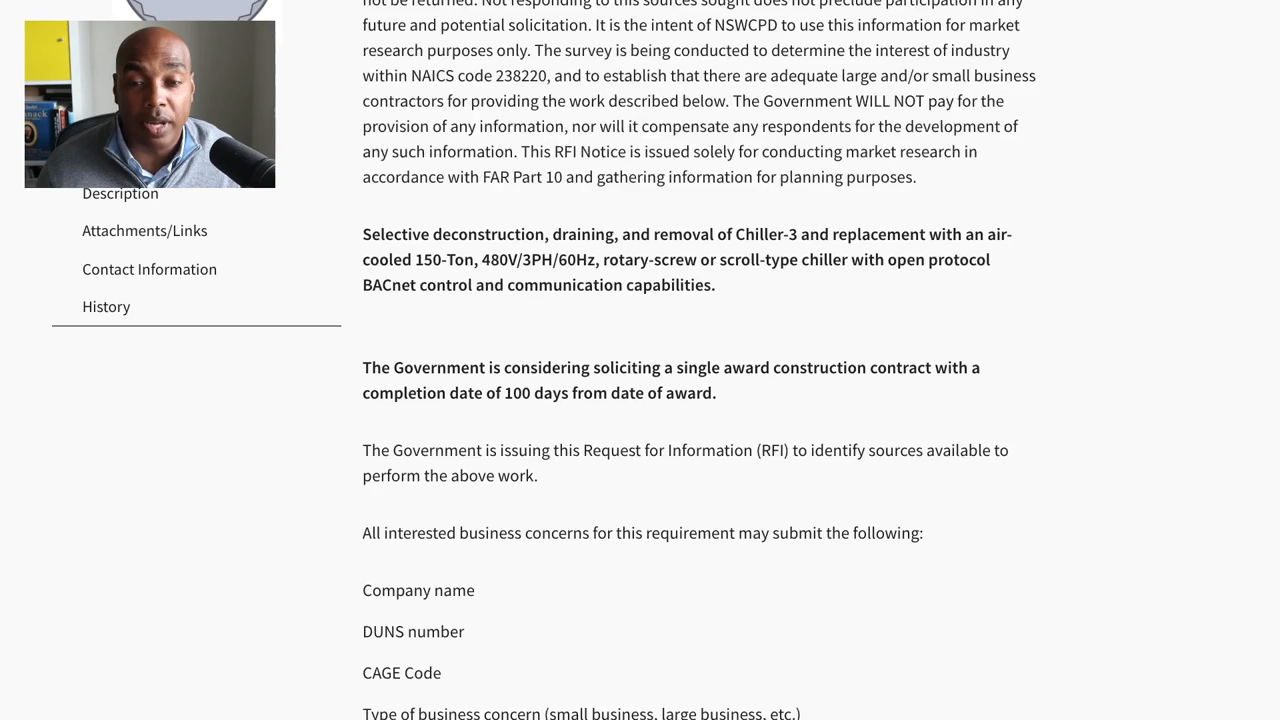 not be returned. Not responding to this sources sought does not preclude participation in any
future and potential solicitation. It is the intent of NSWCPD to use this information for market
research purposes only. The survey is being conducted to determine the interest of industry
within NAICS code 238220, and to establish that there are adequate large and/or small business
contractors for providing the work described below. The Government WILL NOT pay for the
provision of any information, nor will it compensate any respondents for the development of
any such information. This RFI Notice is issued solely for conducting market research in
accordance with FAR Part 10 and gathering information for planning purposes.
Description
Attachments/Links
Contact Information
History
Selective deconstruction, draining, and removal of Chiller-3 and replacement with an air-
cooled 150-Ton, 480V/3PH/60Hz, rotary-screw or scroll-type chiller with open protocol
BACnet control and communication capabilities.
The Government is considering soliciting a single award construction contract with a
completion date of 100 days from date of award.
The Government is issuing this Request for Information (RFI) to identify sources available to
perform the above work.
All interested business concerns for this requirement may submit the following:
Company name
DUNS number
CAGE Code
Type of business concern (small business, large business, etc.)